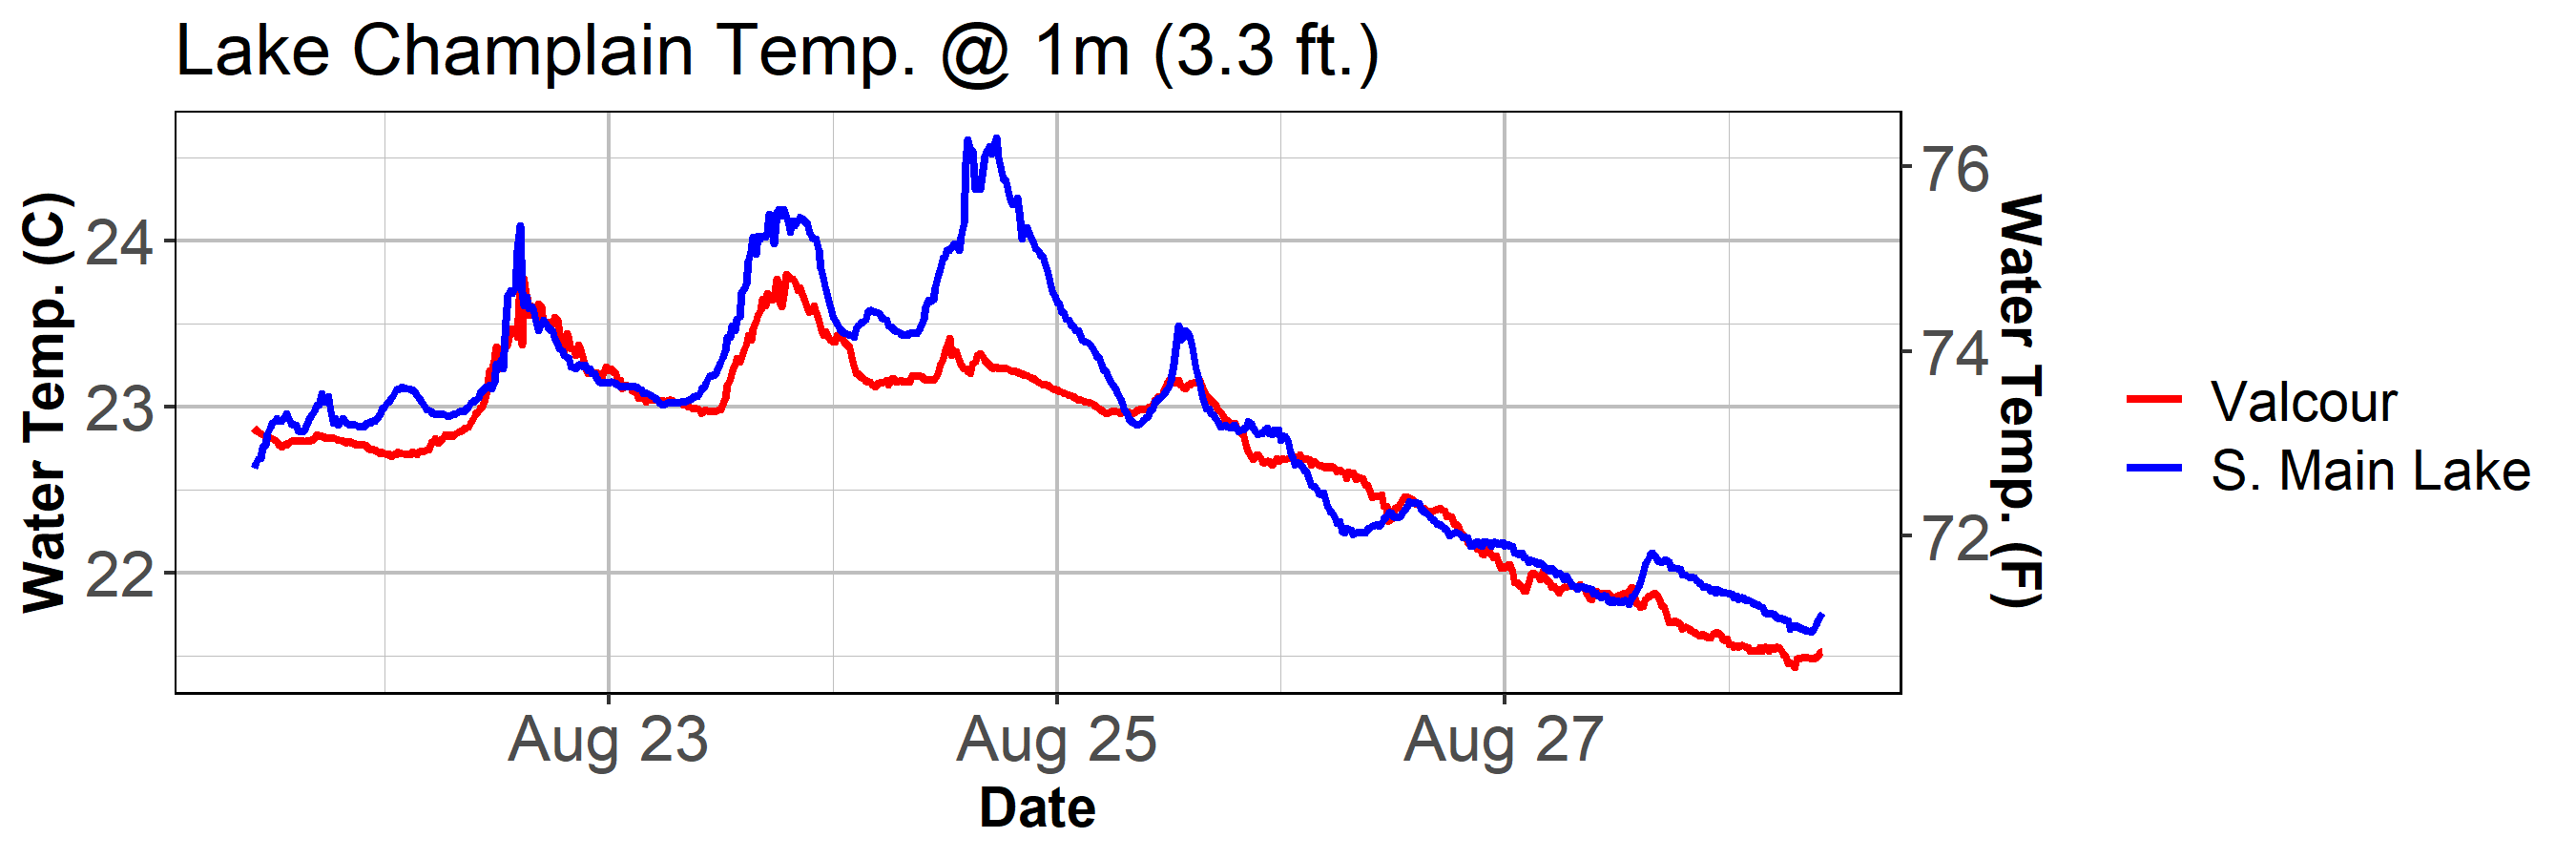 Lake Champlain Temp. @ 1m (3.3 ft.)
Water Temp. (C)
24
23
22
76
74
72
Water Temp. (F)
Aug 23
Aug 25
Aug 27
Date
Valcour
S. Main Lake